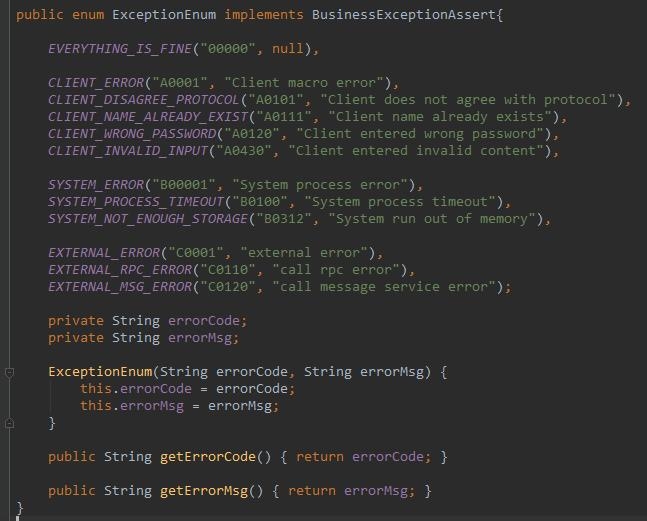 public enum ExceptionEnum implements BusinessExceptionAssert{
EVERYTHING_IS_FINE("00000", null),
CLIENT_ERROR("A0001", "Client macro error"),
CLIENT_DISAGREE_PROTOCOL("A0101", "Client does not agree with protocol"),
CLIENT_NAME_ALREADY_EXIST("A0111", "Client name already exists"),
CLIENT_WRONG_PASSWORD("A0120", "Client entered wrong password"),
CLIENT_INVALID_INPUT("A0430", "Client entered invalid content"),
SYSTEM_ERROR("B00001", "System process error"),
SYSTEM_PROCESS_TIMEOUT("B0100", "System process timeout"),
SYSTEM_NOT_ENOUGH_STORAGE("B0312", "System run out of memory"),
EXTERNAL_ERROR("C0001", "external error"),
EXTERNAL_RPC_ERROR("C0110", "call rpc error"),
EXTERNAL_MSG_ERROR("C0120", "call message service error");
private String errorCode;
private String errorMsg;
ExceptionEnum(String errorCode, String errorMsg) {
this.errorCode = errorCode;
this.errorMsg = errorMsg;
}
public String getErrorCode() { return errorCode; }
public String getErrorMsg() { return errorMsg; }
}